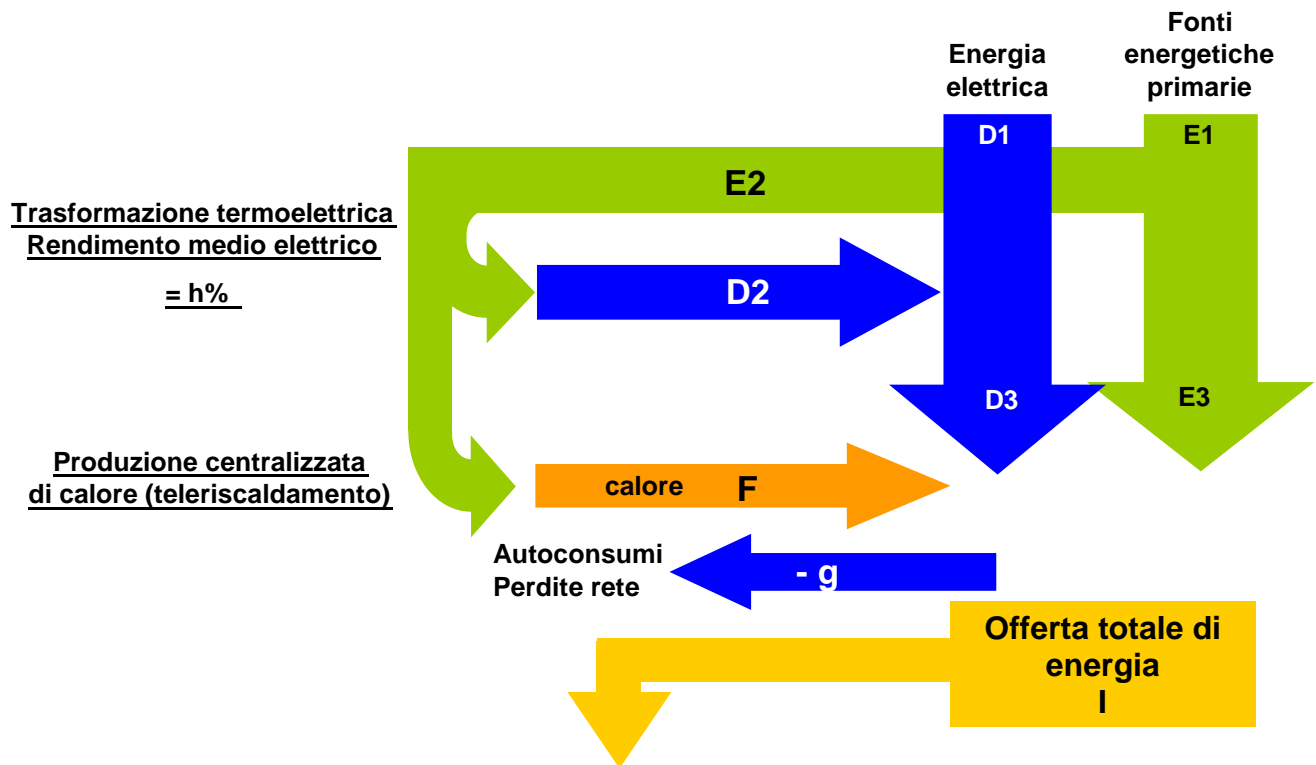 Fonti
energetiche
primarie
Energia
elettrica
D1
E1
E2
Trasformazione termoelettrica
Rendimento medio elettrico
= h%
D2
D3
E3
Produzione centralizzata
di calore (teleriscaldamento)
calore F
Autoconsumi
Perdite rete
- g
Offerta totale di
energia
I